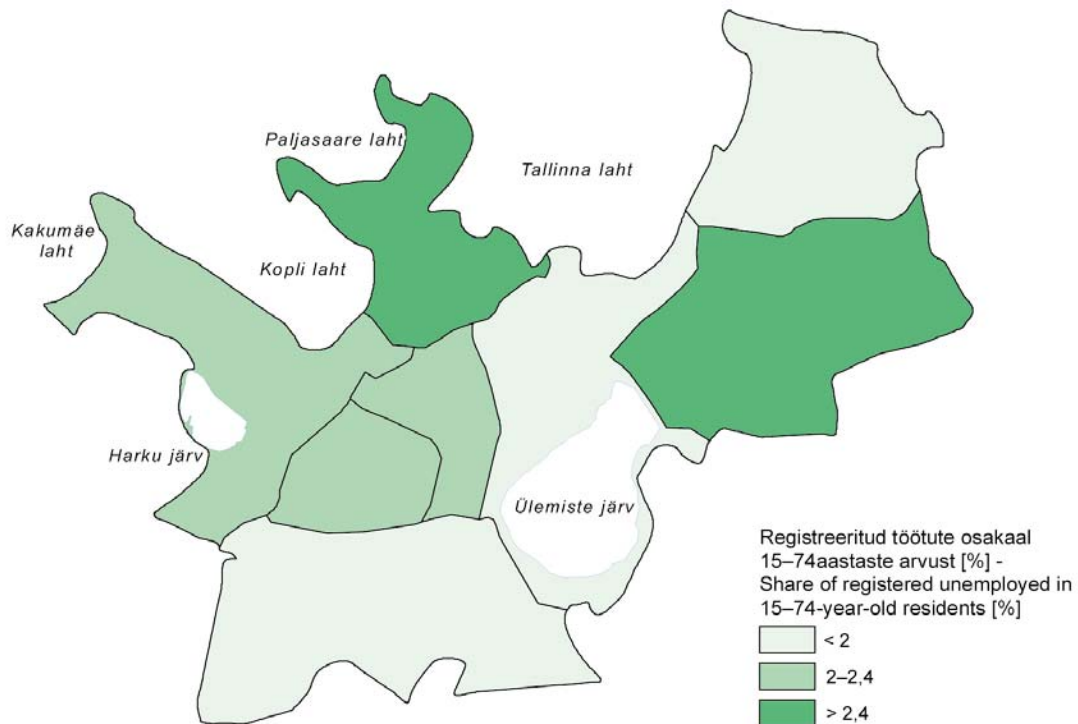 Paljasaare laht
Tallinna laht
Kakumäe
laht
Kopli laht
Harku järv
Ülemiste järv
Registreeritud töötute osakaal
15–74aastaste arvust [%] -
Share of registered unemployed in
15–74-year-old residents [%]
< 2
2–2,4
> 2,4